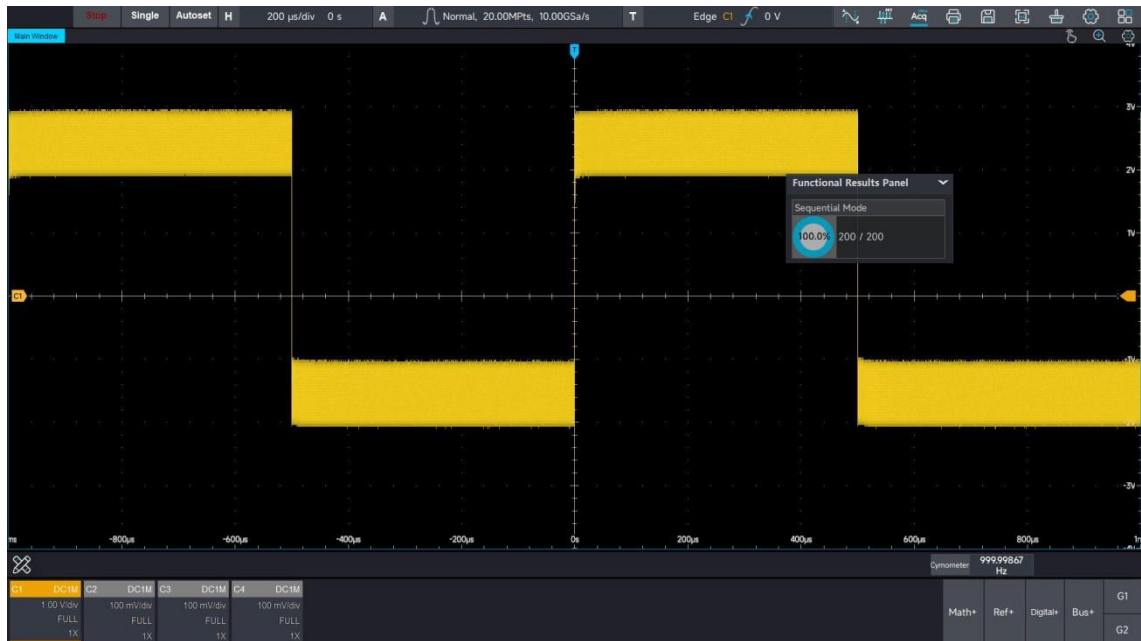 Stop Single Autoset H 200 μs/div 0 s A Normal, 20.00MPts, 10.00GSa/s T Edge C1 0 V Acq
Main Window
T
3V
2V
Functional Results Panel
Sequential Mode
100.0% 200 / 200
1V
C1
-1V
-3V
ms -800μs -600μs -400μs -200μs 0s 200μs 400μs 600μs 800μs 1m
Cymometer 999.99867
Hz
C1 DC1M C2 DC1M C3 DC1M C4 DC1M
1.00 V/div 100 mV/div 100 mV/div 100 mV/div
FULL FULL FULL FULL
1X 1X 1X 1X
Math+ Ref+ Digital+ Bus+ G1
G2